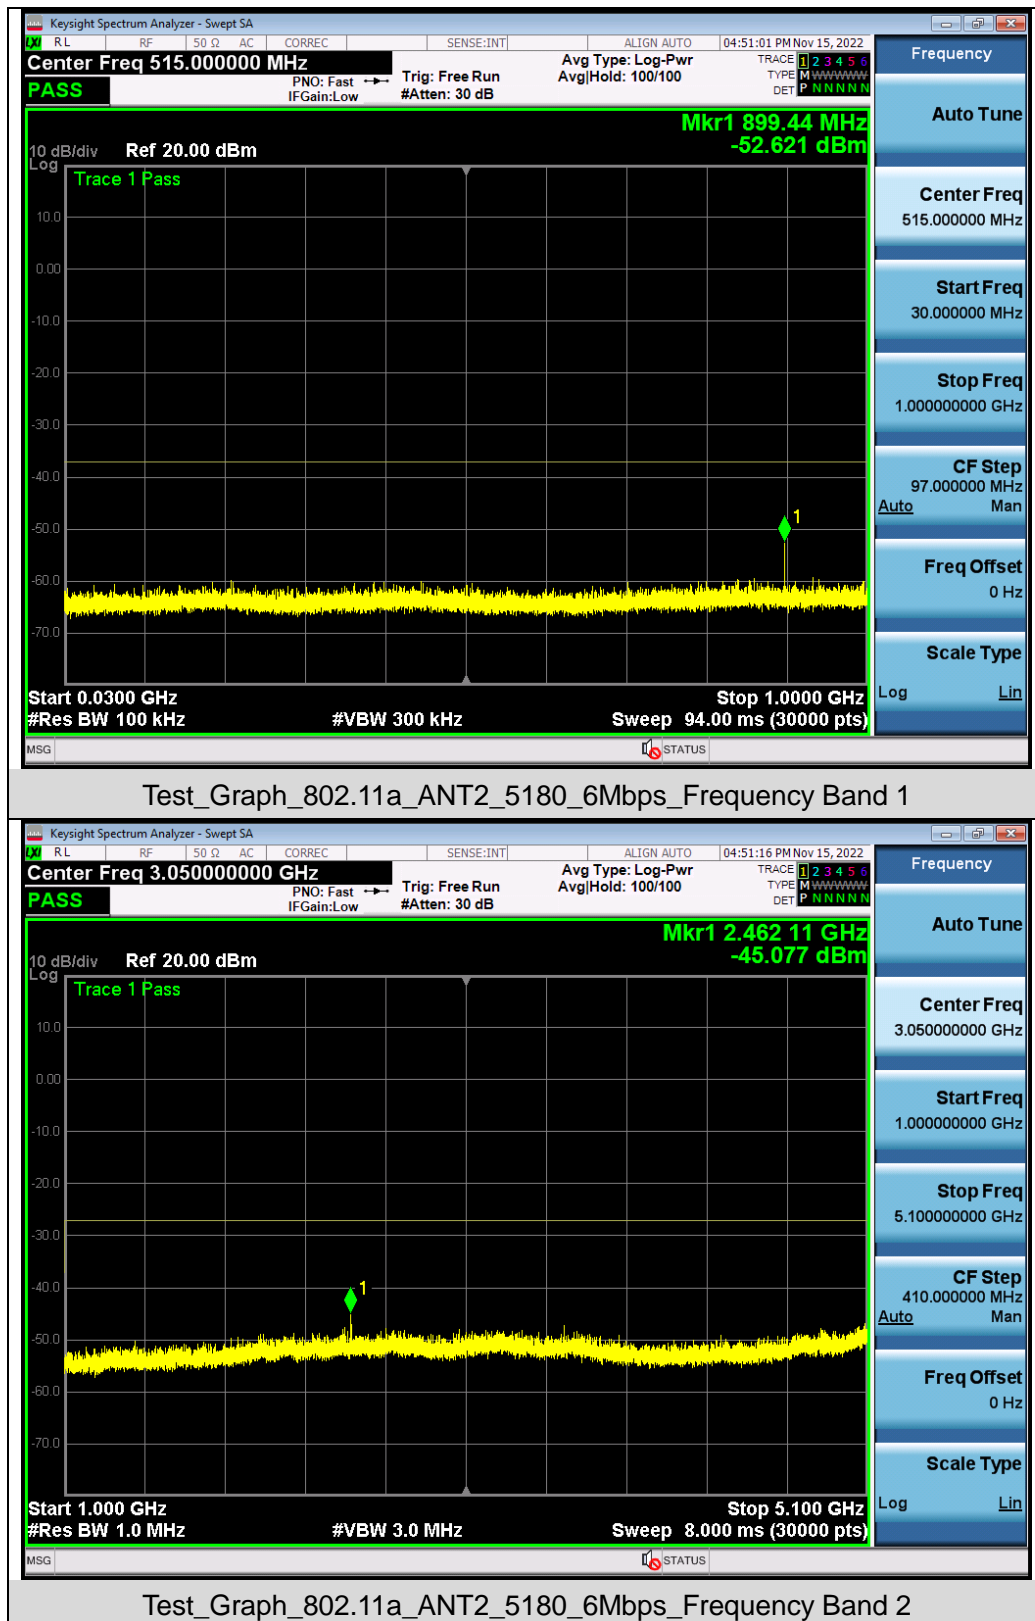 Keysight Spectrum Analyzer - Swept SA
LXI RL RF 50 Ω AC CORREC SENSE:INT ALIGN AUTO 04:51:01 PM Nov 15, 2022
Center Freq 515.000000 MHz
PASS
PNO: Fast
IFGain:Low
Trig: Free Run
#Atten: 30 dB
Avg Type: Log-Pwr
Avg|Hold: 100/100
TRACE 1 2 3 4 5 6
TYPE M WWWWW
DET P N N N N N
Mkr1 899.44 MHz
-52.621 dBm
10 dB/div Ref 20.00 dBm
Log
Trace 1 Pass
10.0
0.00
-10.0
-20.0
-30.0
-40.0
-50.0
1
-60.0
-70.0
Start 0.0300 GHz Stop 1.0000 GHz
#Res BW 100 kHz #VBW 300 kHz Sweep 94.00 ms (30000 pts)
MSG STATUS
Frequency
Auto Tune
Center Freq
515.000000 MHz
Start Freq
30.000000 MHz
Stop Freq
1.000000000 GHz
CF Step
97.000000 MHz
Auto Man
Freq Offset
0 Hz
Scale Type
Log Lin
Test_Graph_802.11a_ANT2_5180_6Mbps_Frequency Band 1
Keysight Spectrum Analyzer - Swept SA
LXI RL RF 50 Ω AC CORREC SENSE:INT ALIGN AUTO 04:51:16 PM Nov 15, 2022
Center Freq 3.050000000 GHz
PASS
PNO: Fast
IFGain:Low
Trig: Free Run
#Atten: 30 dB
Avg Type: Log-Pwr
Avg|Hold: 100/100
TRACE 1 2 3 4 5 6
TYPE M WWWWW
DET P N N N N N
Mkr1 2.462 11 GHz
-45.077 dBm
10 dB/div Ref 20.00 dBm
Log
Trace 1 Pass
10.0
0.00
-10.0
-20.0
-30.0
-40.0
1
-50.0
-60.0
-70.0
Start 1.000 GHz Stop 5.100 GHz
#Res BW 1.0 MHz #VBW 3.0 MHz Sweep 8.000 ms (30000 pts)
MSG STATUS
Frequency
Auto Tune
Center Freq
3.050000000 GHz
Start Freq
1.000000000 GHz
Stop Freq
5.100000000 GHz
CF Step
410.000000 MHz
Auto Man
Freq Offset
0 Hz
Scale Type
Log Lin
Test_Graph_802.11a_ANT2_5180_6Mbps_Frequency Band 2